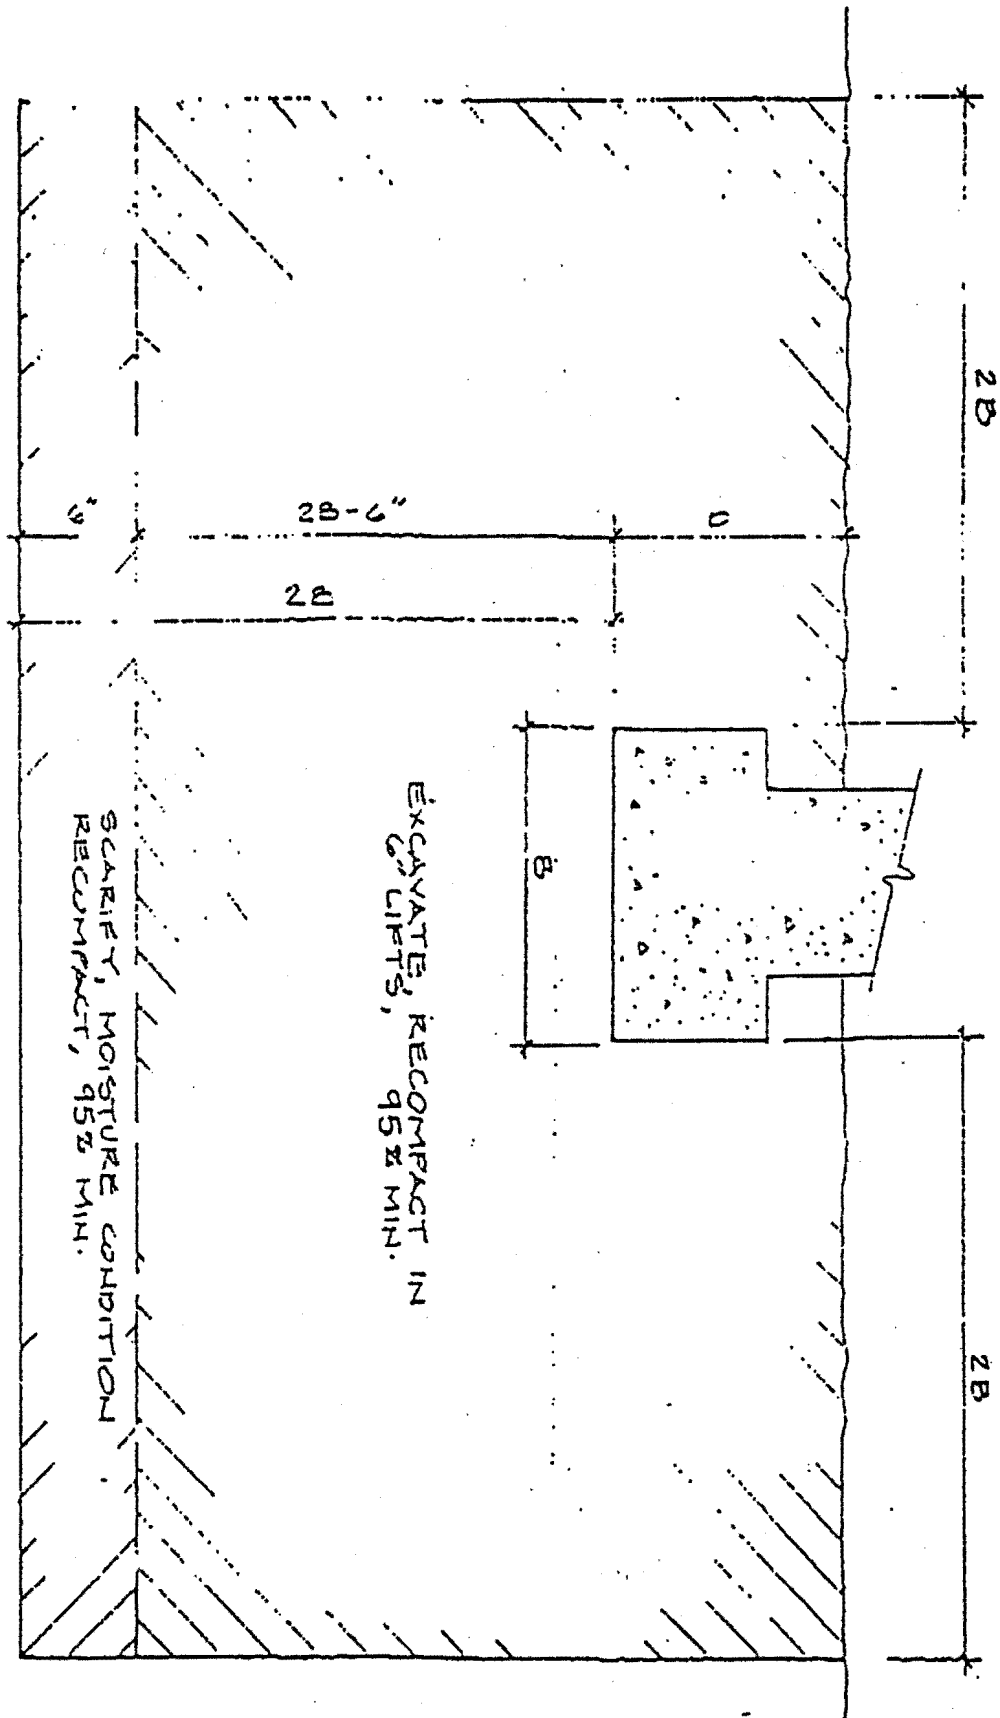 2B
2B
6"
2B-6"
D
2B
B
EXCAVATE, RECOMPACT IN
6" LIFTS, 95% MIN.
SCARIFY, MOISTURE CONDITION
RECOMPACT, 95% MIN.